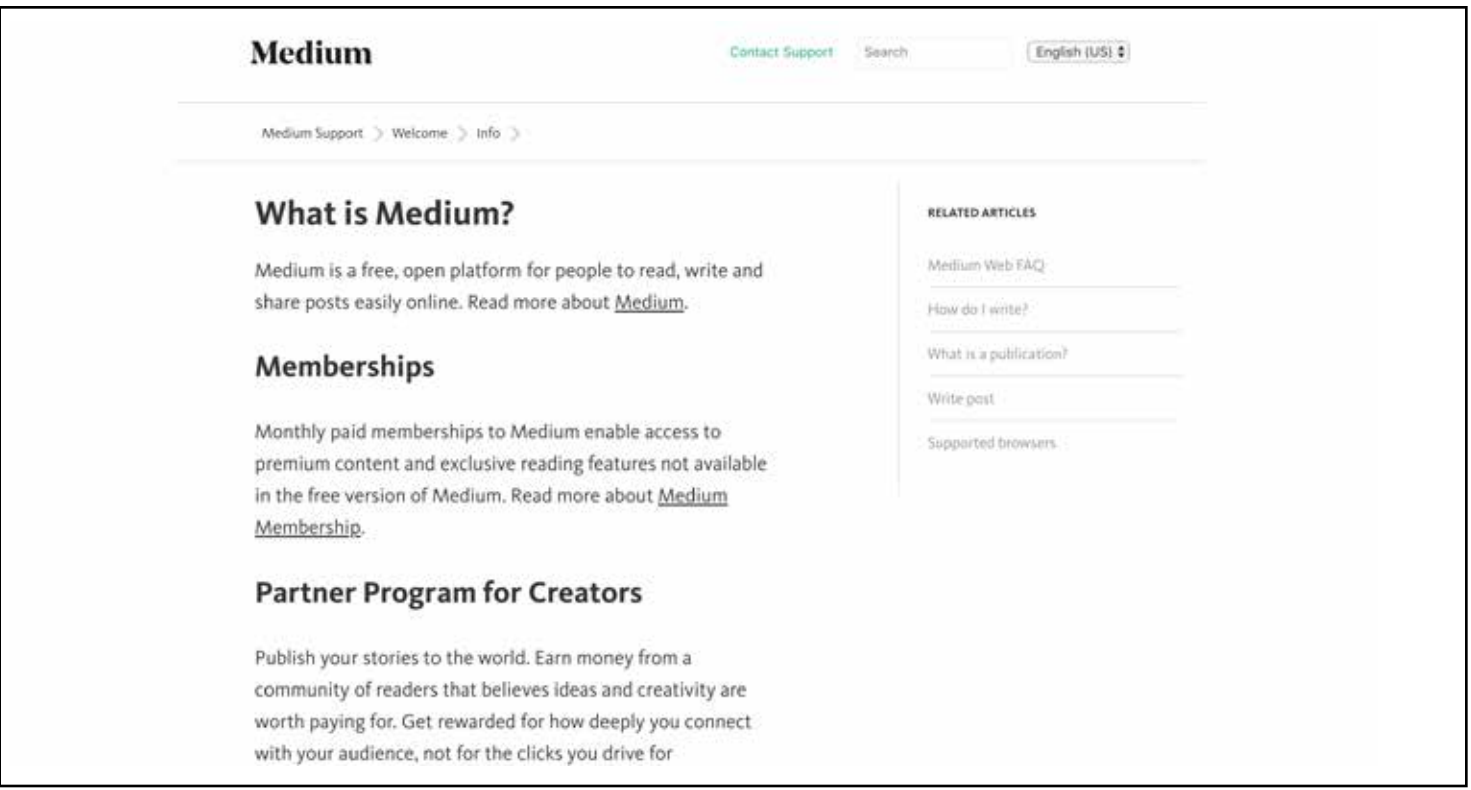 Medium
Contact Support
Search
English (US)
Medium Support
Welcome
Info
What is Medium?
Medium is a free, open platform for people to read, write and
share posts easily online. Read more about Medium.
Memberships
Monthly paid memberships to Medium enable access to
premium content and exclusive reading features not available
in the free version of Medium. Read more about Medium
Membership.
Partner Program for Creators
Publish your stories to the world. Earn money from a
community of readers that believes ideas and creativity are
worth paying for. Get rewarded for how deeply you connect
with your audience, not for the clicks you drive for
RELATED ARTICLES
Medium Web FAQ
How do I write?
What is a publication?
Write post
Supported browsers